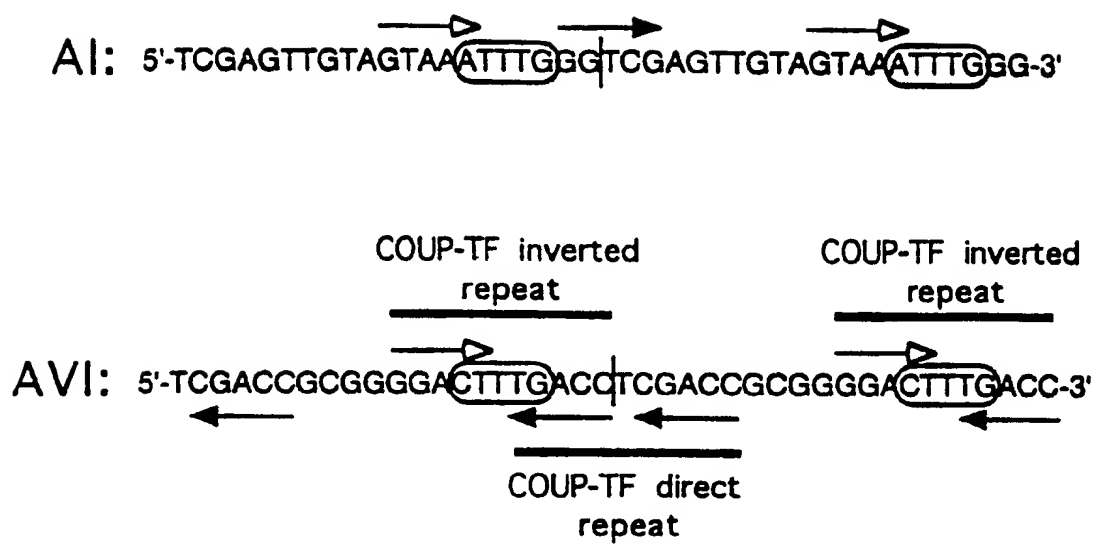 AI: 5'-TCGAGTTGTAGTAAATTTGGGTCGAGTTGTAGTAAATTTGGG-3'
COUP-TF inverted
repeat
COUP-TF inverted
repeat
AVI: 5'-TCGACCGCGGGGACTTTGACCTCGACCGCGGGGACTTTGACC-3'
COUP-TF direct
repeat